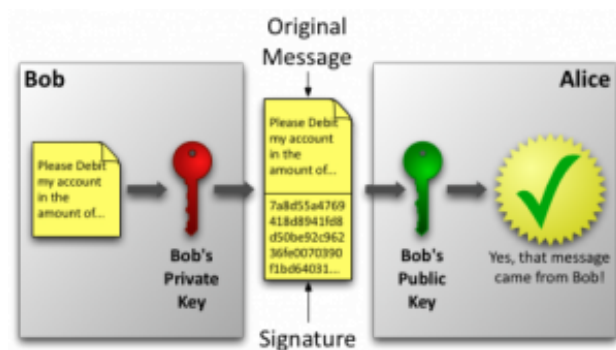 Original
Message
Bob
Alice
Please Debit
my account
in the
amount of...
Please Debit
my account
in the
amount of...
7a8d55a4769
418d8941fd8
d50be92c962
36fe0070390
f1bd64031...
Bob's
Private
Key
Bob's
Public
Key
Yes, that message
came from Bob!
Signature